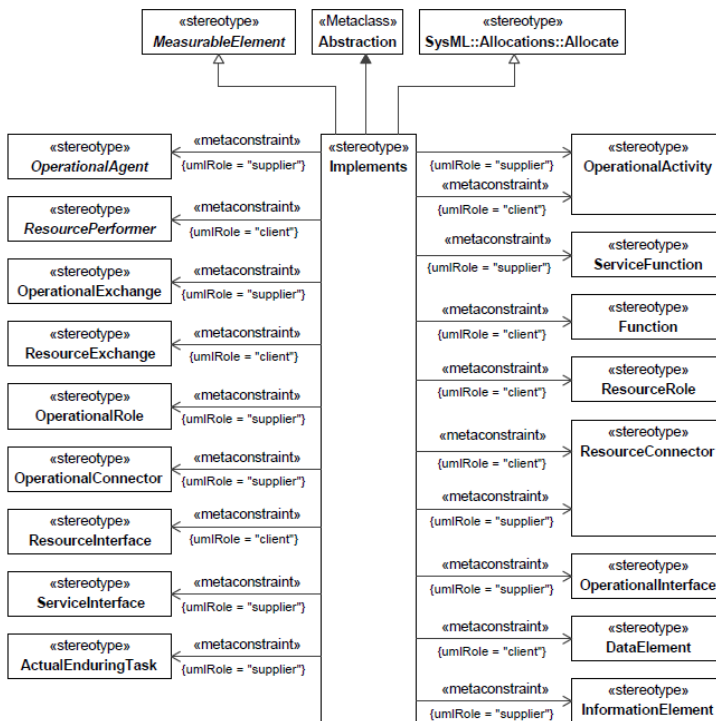 «stereotype»
MeasurableElement
«Metaclass»
Abstraction
«stereotype»
SysML::Allocations::Allocate
«stereotype»
Implements
«stereotype»
OperationalAgent
«metaconstraint»
{umlRole = "supplier"}
«stereotype»
ResourcePerformer
«metaconstraint»
{umlRole = "client"}
«stereotype»
OperationalExchange
«metaconstraint»
{umlRole = "supplier"}
«stereotype»
ResourceExchange
«metaconstraint»
{umlRole = "client"}
«stereotype»
OperationalRole
«metaconstraint»
{umlRole = "supplier"}
«stereotype»
OperationalConnector
«metaconstraint»
{umlRole = "supplier"}
«stereotype»
ResourceInterface
«metaconstraint»
{umlRole = "client"}
«stereotype»
ServiceInterface
«metaconstraint»
{umlRole = "supplier"}
«stereotype»
ActualEnduringTask
«metaconstraint»
{umlRole = "supplier"}
{umlRole = "supplier"}
«metaconstraint»
{umlRole = "client"}
«stereotype»
OperationalActivity
«metaconstraint»
{umlRole = "supplier"}
«stereotype»
ServiceFunction
«metaconstraint»
{umlRole = "client"}
«stereotype»
Function
«metaconstraint»
{umlRole = "client"}
«stereotype»
ResourceRole
«metaconstraint»
{umlRole = "client"}
«metaconstraint»
{umlRole = "supplier"}
«stereotype»
ResourceConnector
«metaconstraint»
{umlRole = "supplier"}
«stereotype»
OperationalInterface
«metaconstraint»
{umlRole = "client"}
«stereotype»
DataElement
«metaconstraint»
{umlRole = "supplier"}
«stereotype»
InformationElement